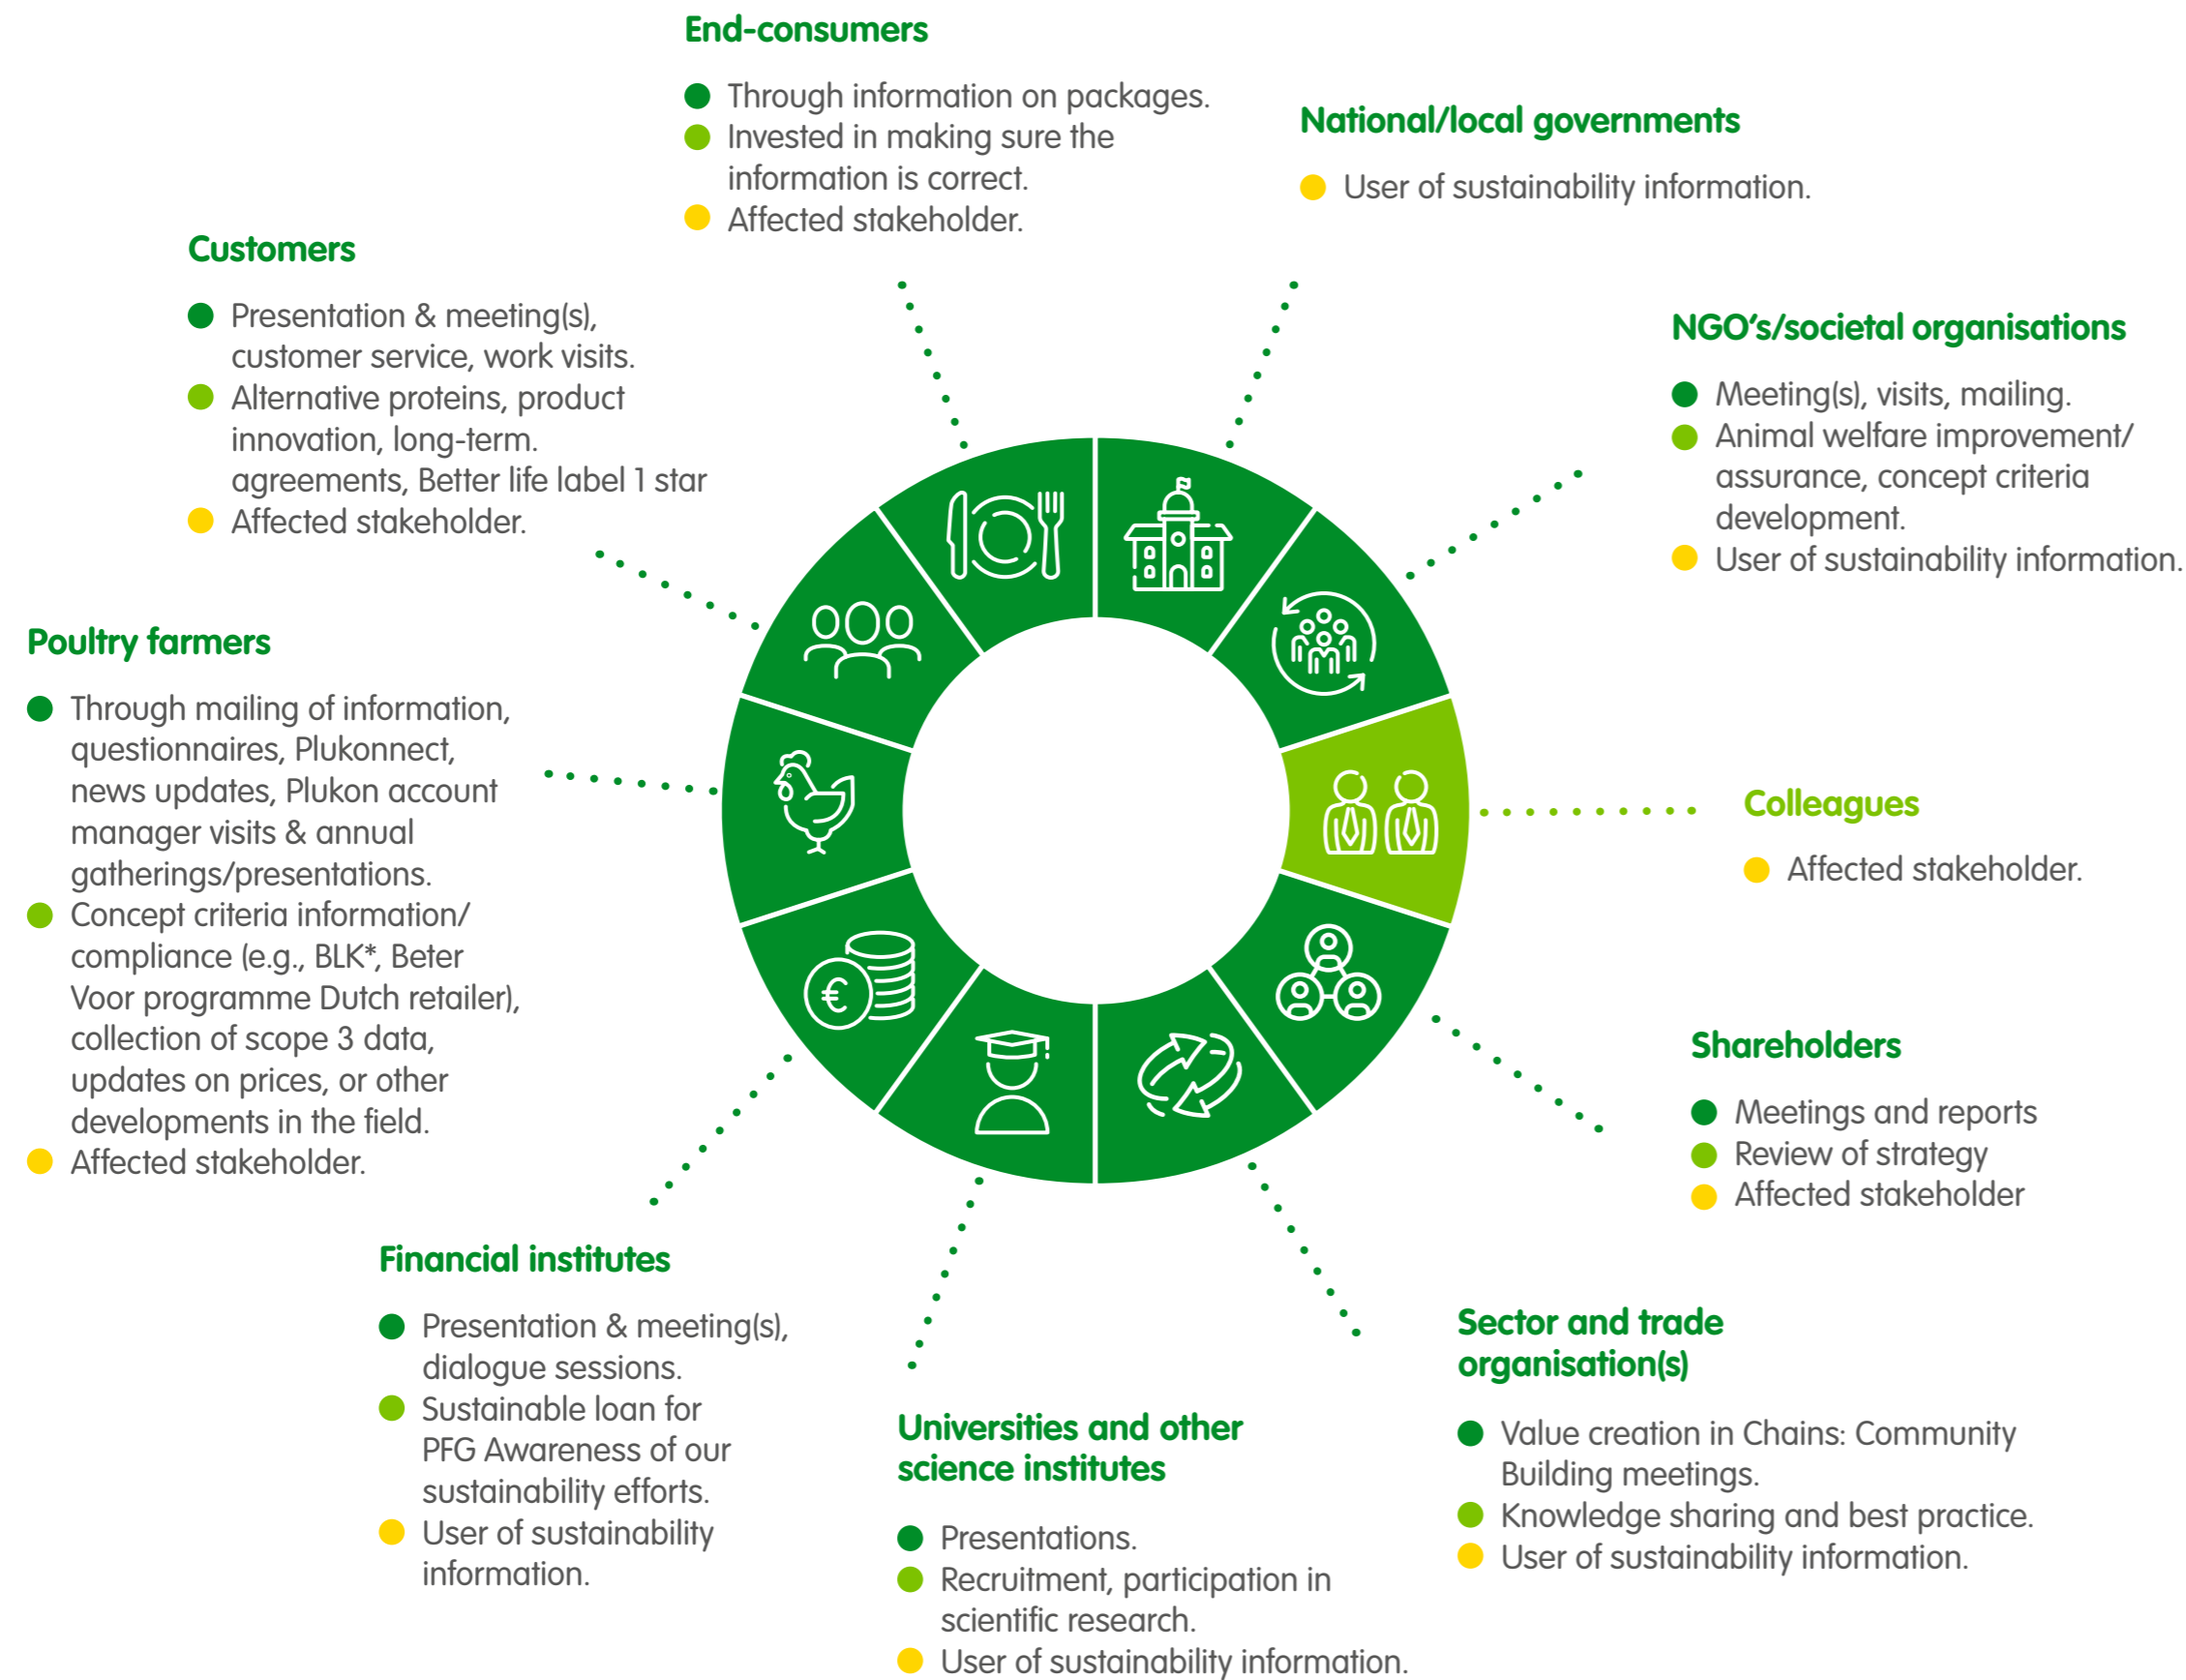 End-consumers
Through information on packages.
Invested in making sure the
information is correct.
Affected stakeholder.
National/local governments
User of sustainability information.
NGO's/societal organisations
Meeting(s), visits, mailing.
Animal welfare improvement/
assurance, concept criteria
development.
User of sustainability information.
Colleagues
Affected stakeholder.
Shareholders
Meetings and reports
Review of strategy
Affected stakeholder
Sector and trade
organisation(s)
Value creation in Chains: Community
Building meetings.
Knowledge sharing and best practice.
User of sustainability information.
Universities and other
science institutes
Presentations.
Recruitment, participation in
scientific research.
User of sustainability information.
Financial institutes
Presentation & meeting(s),
dialogue sessions.
Sustainable loan for
PFG Awareness of our
sustainability efforts.
User of sustainability
information.
Poultry farmers
Through mailing of information,
questionnaires, Plukonnect,
news updates, Plukon account
manager visits & annual
gatherings/presentations.
Concept criteria information/
compliance (e.g., BLK*, Beter
Voor programme Dutch retailer),
collection of scope 3 data,
updates on prices, or other
developments in the field.
Affected stakeholder.
Customers
Presentation & meeting(s),
customer service, work visits.
Alternative proteins, product
innovation, long-term.
agreements, Better life label 1 star
Affected stakeholder.
€